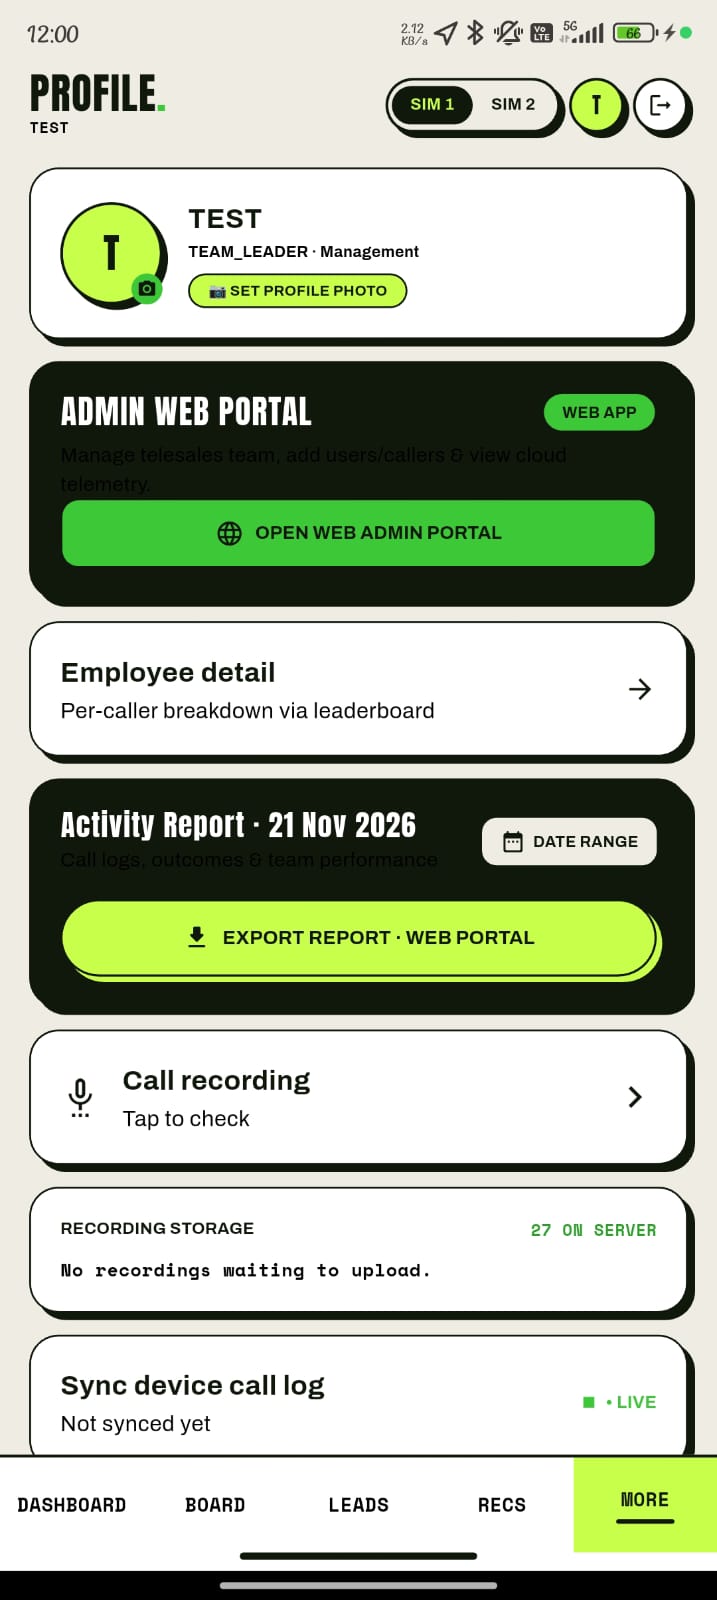 12:00
2.12 KB/s
Vo LTE
5G
66
PROFILE.
TEST
SIM 1
SIM 2
T
T
TEST
TEAM_LEADER · Management
📷 SET PROFILE PHOTO
ADMIN WEB PORTAL
WEB APP
Manage telesales team, add users/callers & view cloud
telemetry.
OPEN WEB ADMIN PORTAL
Employee detail
Per-caller breakdown via leaderboard
Activity Report · 21 Nov 2026
Call logs, outcomes & team performance
DATE RANGE
EXPORT REPORT · WEB PORTAL
Call recording
Tap to check
RECORDING STORAGE
27 ON SERVER
No recordings waiting to upload.
Sync device call log
Not synced yet
• LIVE
DASHBOARD
BOARD
LEADS
RECS
MORE